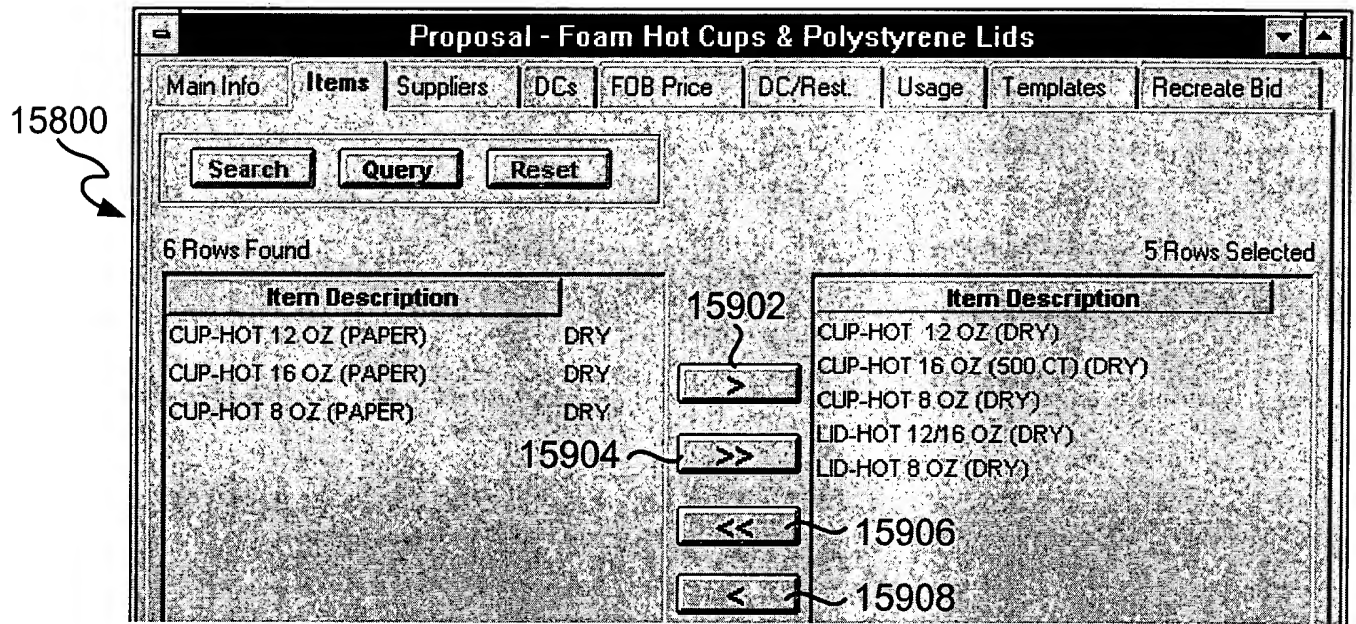 Proposal - Foam Hot Cups & Polystyrene Lids
Main Info Items Suppliers DCs FOB Price DC/Rest. Usage Templates Recreate Bid
15800
Search Query Reset
6 Rows Found 5 Rows Selected
Item Description
CUP-HOT 12 OZ (PAPER) DRY
CUP-HOT 16 OZ (PAPER) DRY
CUP-HOT 8 OZ (PAPER) DRY
15902
>
15904 >>
<< 15906
< 15908
Item Description
CUP-HOT 12 OZ (DRY)
CUP-HOT 16 OZ (500 CT) (DRY)
CUP-HOT 8 OZ (DRY)
LID-HOT 12/16 OZ (DRY)
LID-HOT 8 OZ (DRY)